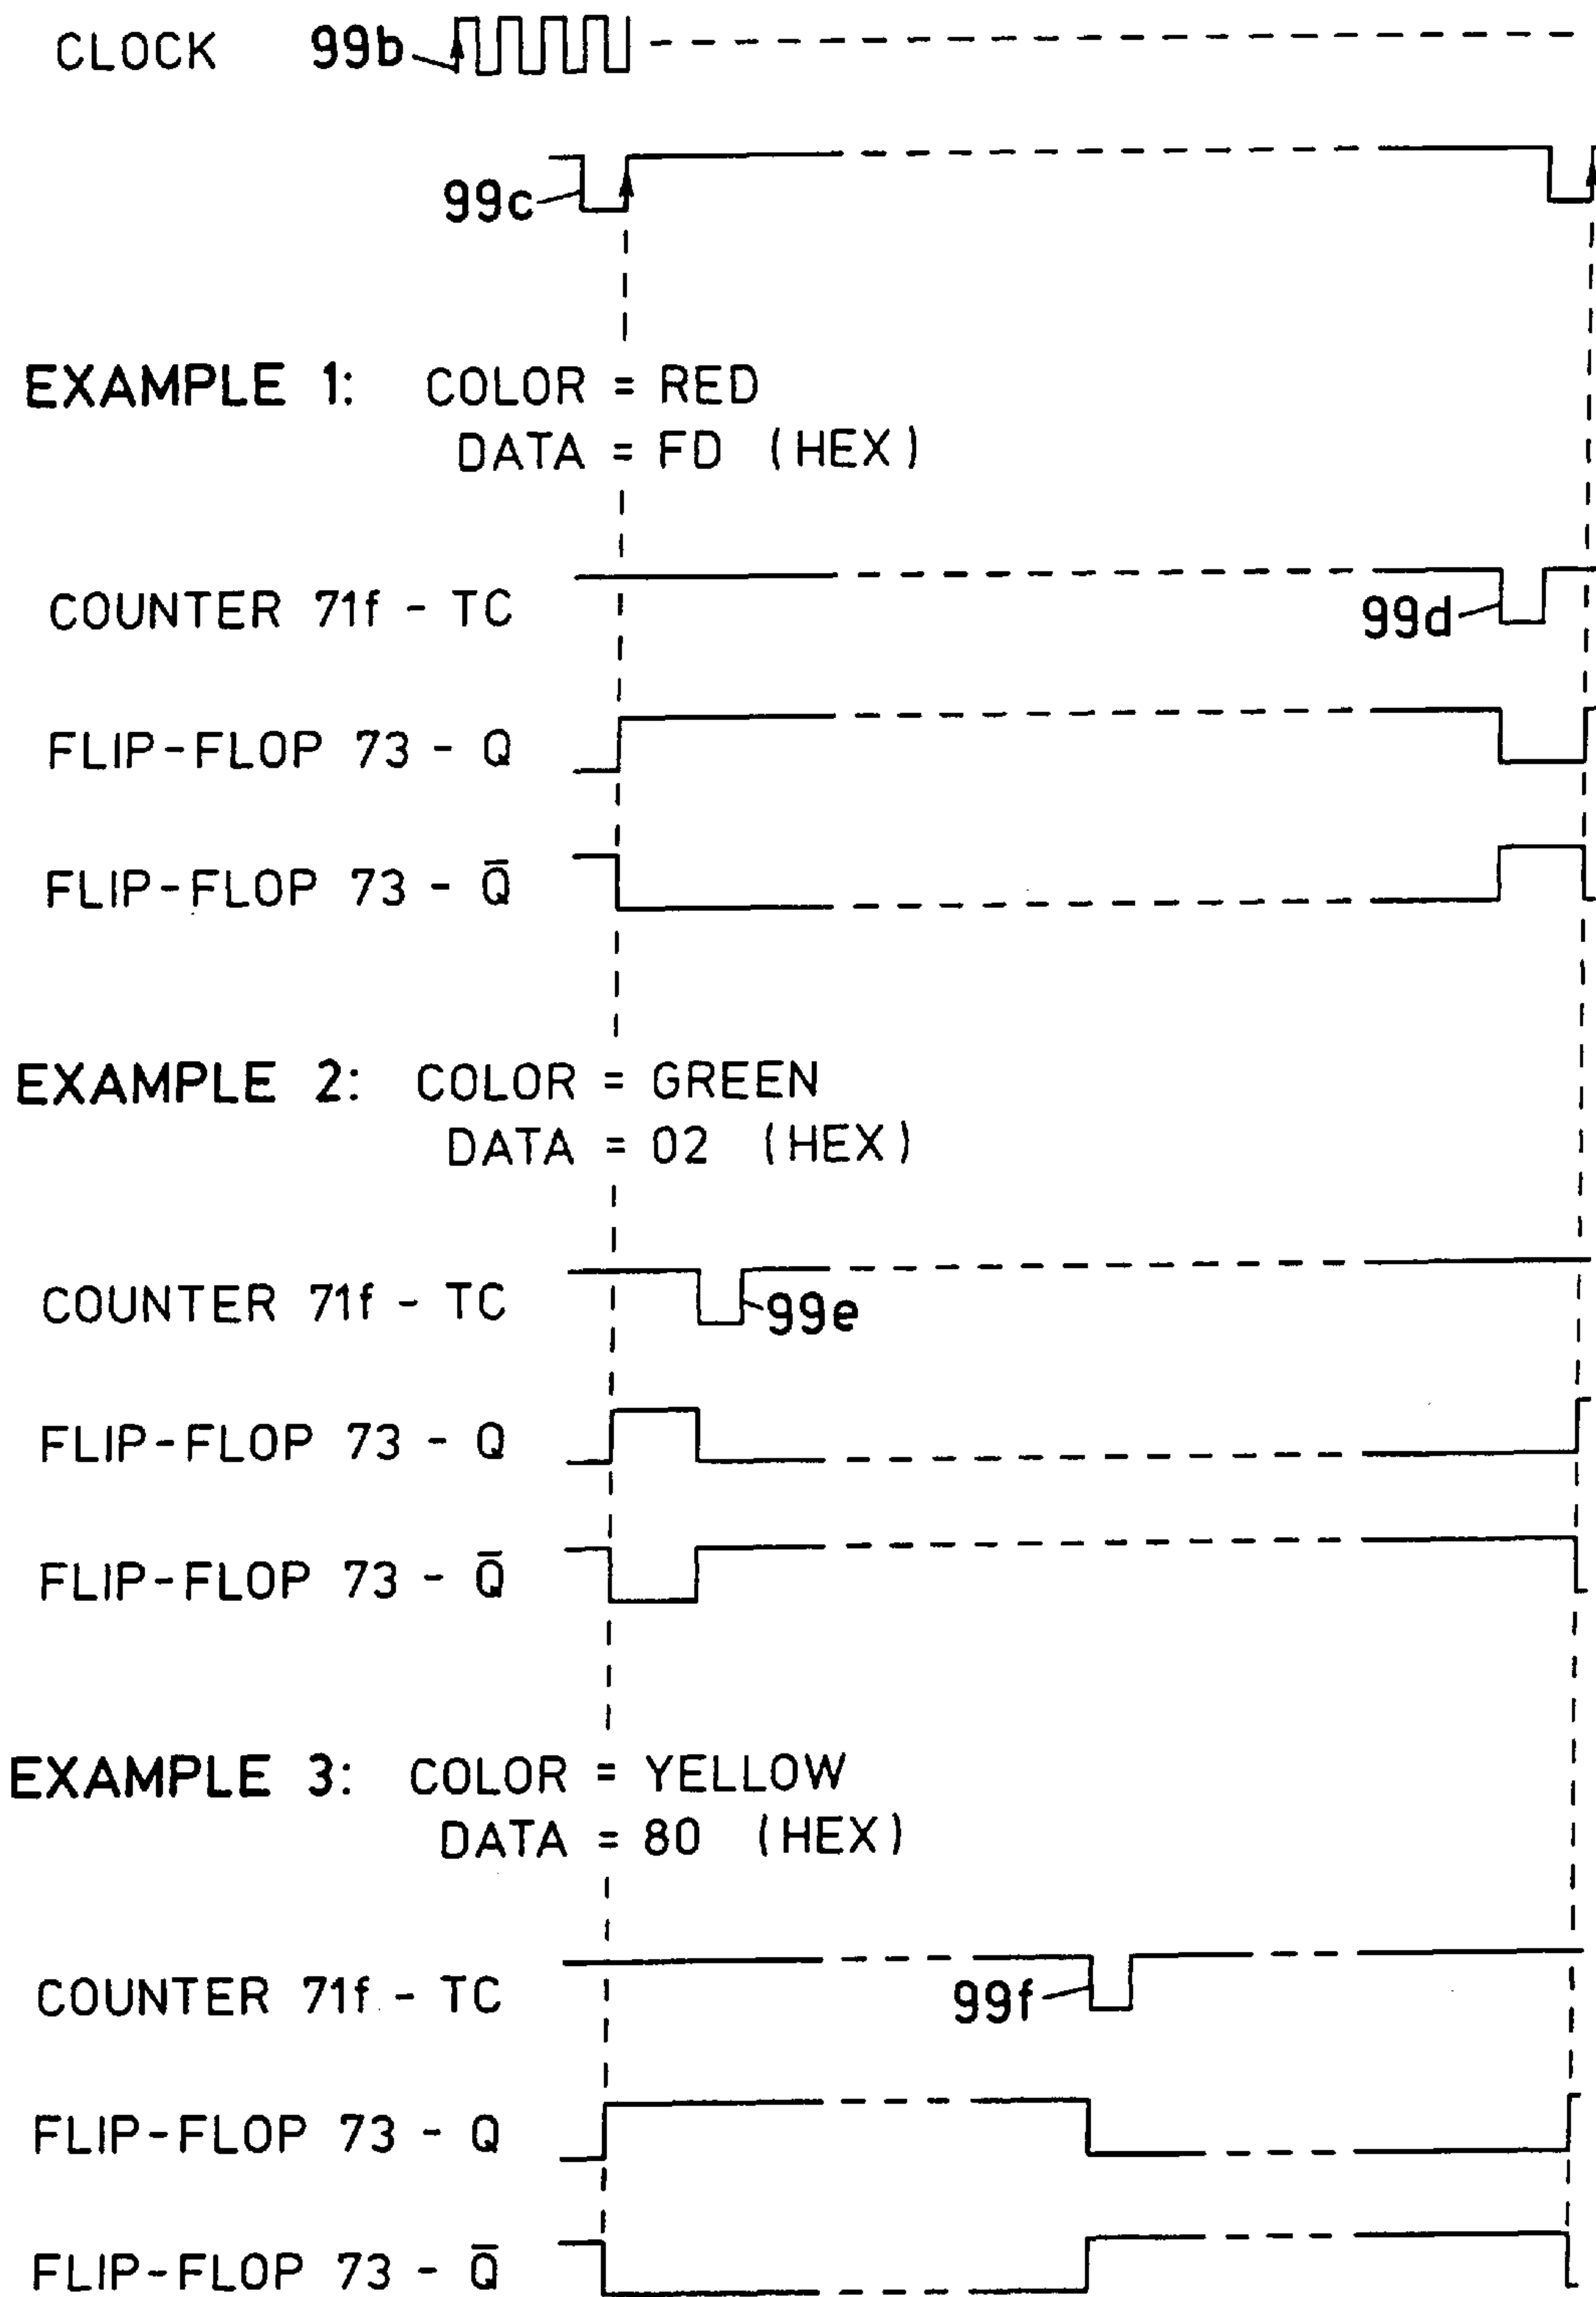 CLOCK 99b
99c
EXAMPLE 1: COLOR = RED
DATA = FD (HEX)
COUNTER 71f - TC 99d
FLIP-FLOP 73 - Q
FLIP-FLOP 73 - Q̅
EXAMPLE 2: COLOR = GREEN
DATA = 02 (HEX)
COUNTER 71f - TC 99e
FLIP-FLOP 73 - Q
FLIP-FLOP 73 - Q̅
EXAMPLE 3: COLOR = YELLOW
DATA = 80 (HEX)
COUNTER 71f - TC 99f
FLIP-FLOP 73 - Q
FLIP-FLOP 73 - Q̅